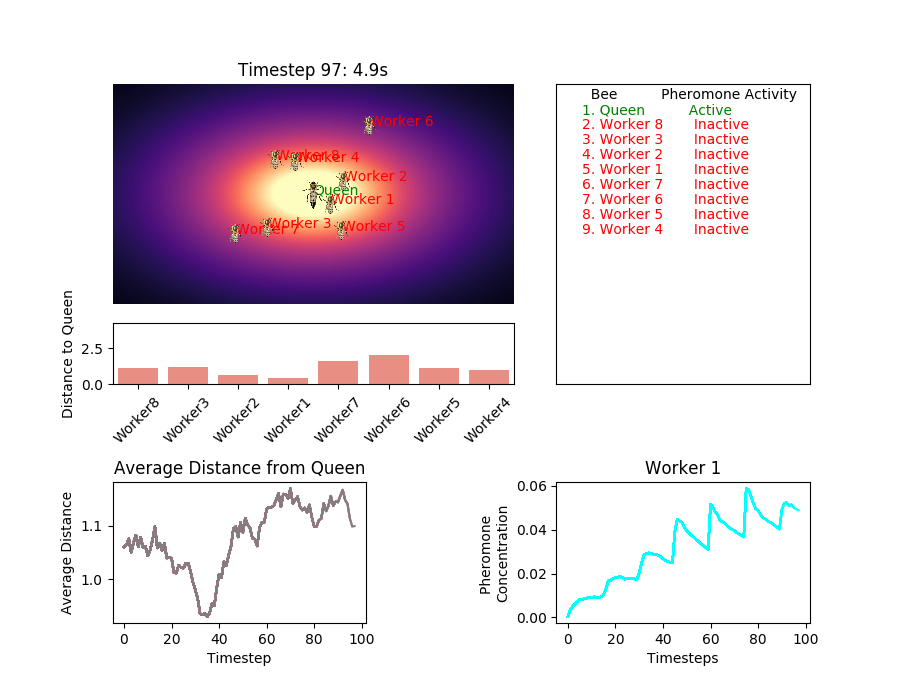 Timestep 97: 4.9s
Worker 6
Worker 8
Worker 4
Worker 2
Queen
Worker 1
Worker 3
Worker 5
Worker 7
Bee Pheromone Activity
1. Queen Active
2. Worker 8 Inactive
3. Worker 3 Inactive
4. Worker 2 Inactive
5. Worker 1 Inactive
6. Worker 7 Inactive
7. Worker 6 Inactive
8. Worker 5 Inactive
9. Worker 4 Inactive
Distance to Queen
2.5
0.0
Worker8
Worker3
Worker2
Worker1
Worker7
Worker6
Worker5
Worker4
Average Distance from Queen
Average Distance
1.1
1.0
0 20 40 60 80 100
Timestep
Worker 1
Pheromone
Concentration
0.06
0.04
0.02
0.00
0 20 40 60 80 100
Timesteps